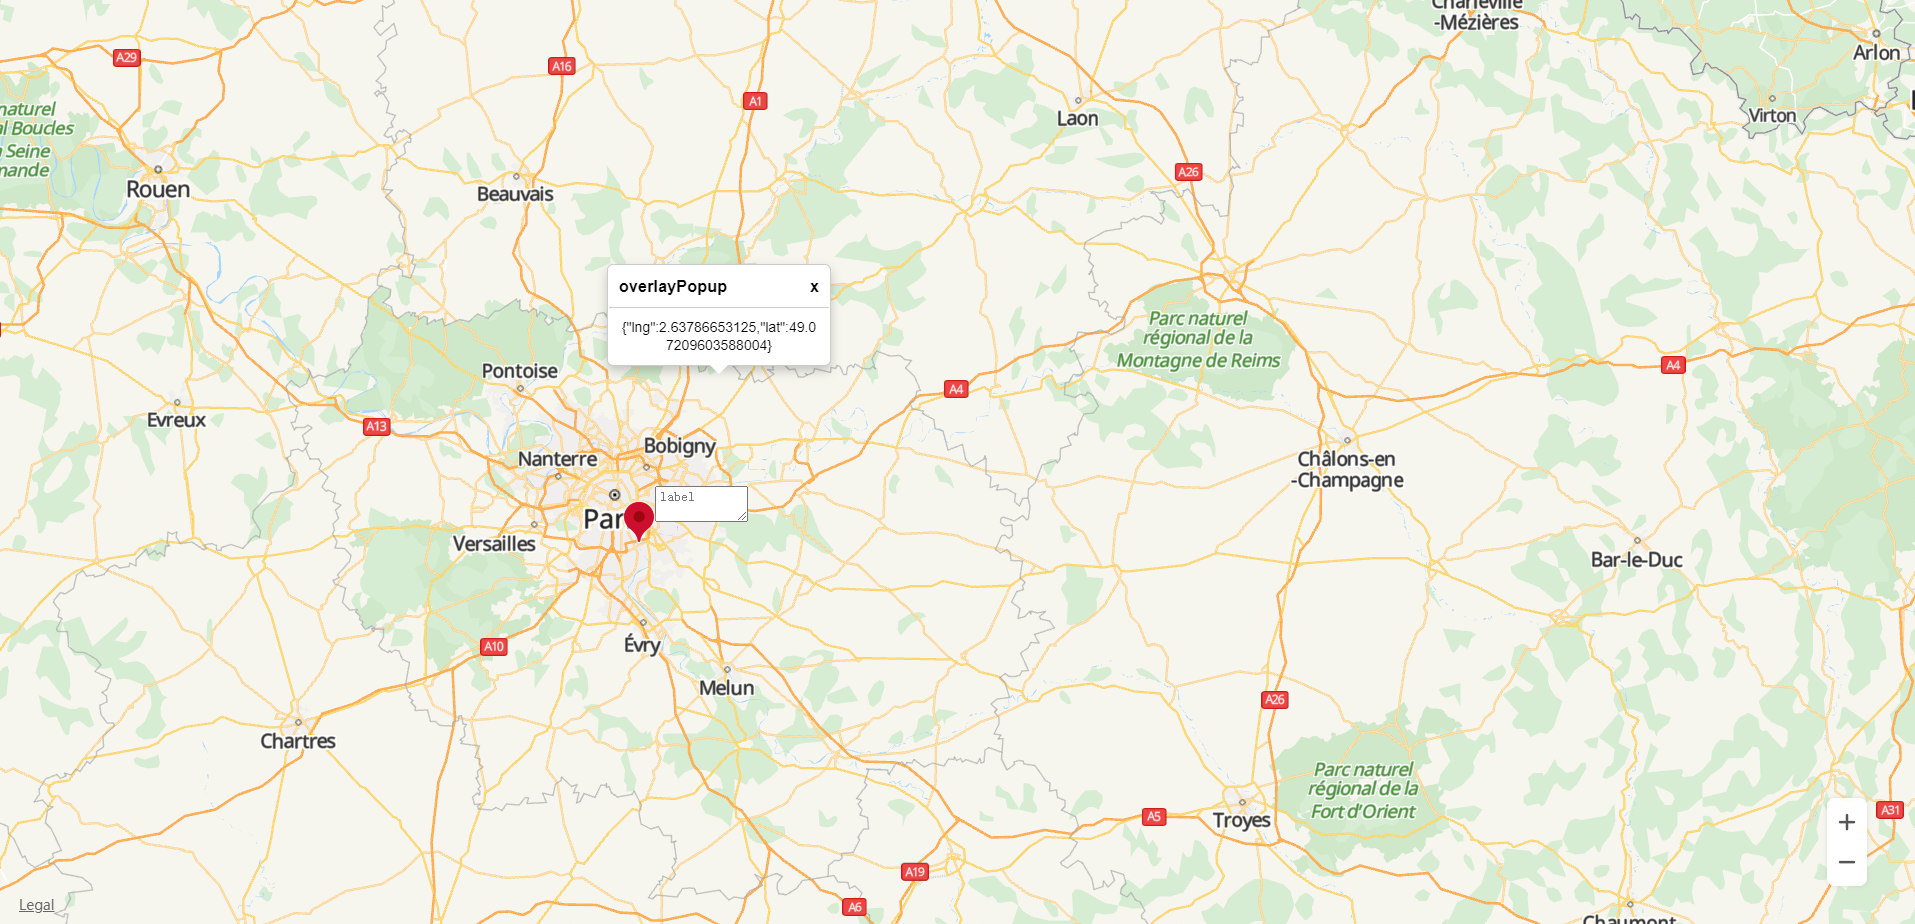 Charleville
-Mézières
A29
A16
Arlon
A1
naturel
al Boucles
a Seine
mande
Laon
Virton
Rouen
Beauvais
A26
overlayPopup x
{"lng":2.63786653125,"lat":49.0
7209603588004}
Parc naturel
régional de la
Montagne de Reims
Pontoise
A4
A4
Evreux
A13
Bobigny
Nanterre
Châlons-en
-Champagne
label
Par
Versailles
Bar-le-Duc
Évry
A10
Melun
A26
Chartres
Parc naturel
régional de la
Fort d'Orient
A5
Troyes
A31
+
−
A19
Legal
A6
Chaumont